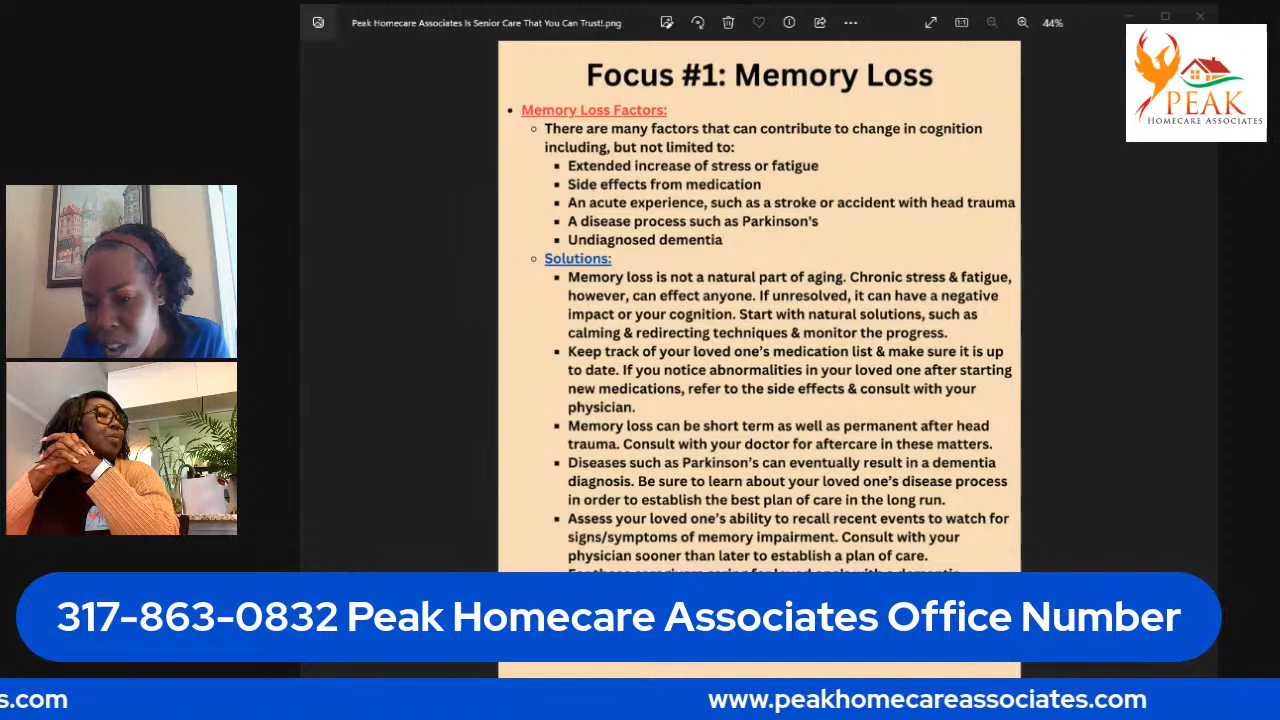 Peak Homecare Associates Is Senior Care That You Can Trust!.png
44%
Focus #1: Memory Loss
Memory Loss Factors:
There are many factors that can contribute to change in cognition
including, but not limited to:
Extended increase of stress or fatigue
Side effects from medication
An acute experience, such as a stroke or accident with head trauma
A disease process such as Parkinson's
Undiagnosed dementia
Solutions:
Memory loss is not a natural part of aging. Chronic stress & fatigue,
however, can effect anyone. If unresolved, it can have a negative
impact or your cognition. Start with natural solutions, such as
calming & redirecting techniques & monitor the progress.
Keep track of your loved one's medication list & make sure it is up
to date. If you notice abnormalities in your loved one after starting
new medications, refer to the side effects & consult with your
physician.
Memory loss can be short term as well as permanent after head
trauma. Consult with your doctor for aftercare in these matters.
Diseases such as Parkinson's can eventually result in a dementia
diagnosis. Be sure to learn about your loved one's disease process
in order to establish the best plan of care in the long run.
Assess your loved one's ability to recall recent events to watch for
signs/symptoms of memory impairment. Consult with your
physician sooner than later to establish a plan of care.
PEAK
HOMECARE ASSOCIATES
317-863-0832 Peak Homecare Associates Office Number
s.com
www.peakhomecareassociates.com